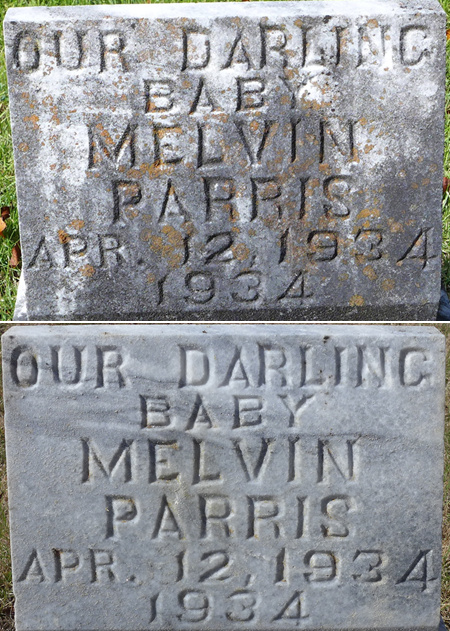 OUR DARLING
BABY
MELVIN
PARRIS
APR. 12, 1934
1934
OUR DARLING
BABY
MELVIN
PARRIS
APR. 12, 1934
1934